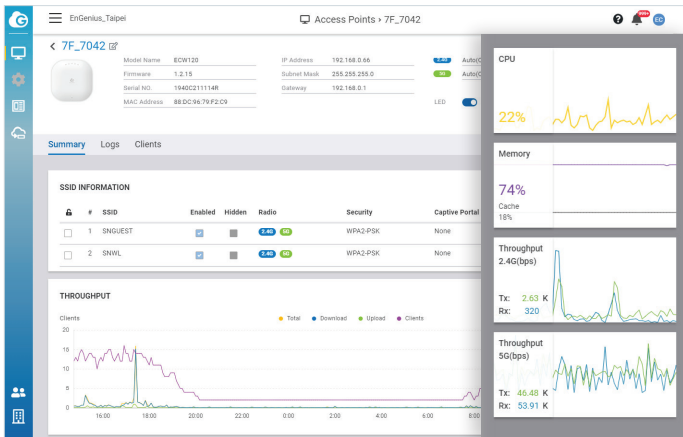 EnGenius_Taipei
Access Points › 7F_7042
99+
EC
7F_7042
Model Name ECW120
Firmware 1.2.15
Serial NO. 1940C211114R
MAC Address 88:DC:96:79:F2:C9
IP Address 192.168.0.66
Subnet Mask 255.255.255.0
Gateway 192.168.0.1
2.4G Auto(
5G Auto(
LED
Summary Logs Clients
SSID INFORMATION
# SSID Enabled Hidden Radio Security Captive Portal
1 SNGUEST 2.4G 5G WPA2-PSK None
2 SNWL 2.4G 5G WPA2-PSK None
THROUGHPUT
Clients
Total Download Upload Clients
20
15
10
5
0
16:00 18:00 20:00 22:00 0:00 2:00 4:00 6:00 8:00
CPU
22%
Memory
74%
Cache
18%
Throughput
2.4G(bps)
Tx: 2.63 K
Rx: 320
Throughput
5G(bps)
Tx: 46.48 K
Rx: 53.91 K